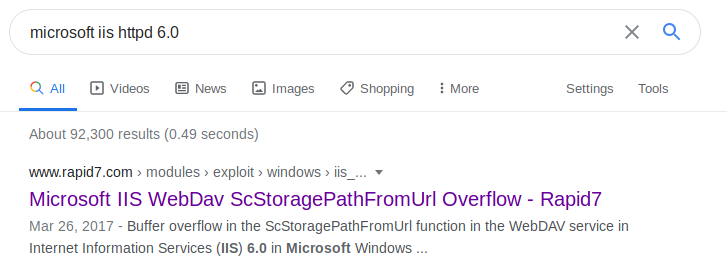 microsoft iis httpd 6.0
All Videos News Images Shopping More Settings Tools
About 92,300 results (0.49 seconds)
www.rapid7.com › modules › exploit › windows › iis_...
Microsoft IIS WebDav ScStoragePathFromUrl Overflow - Rapid7
Mar 26, 2017 - Buffer overflow in the ScStoragePathFromUrl function in the WebDAV service in
Internet Information Services (IIS) 6.0 in Microsoft Windows ...